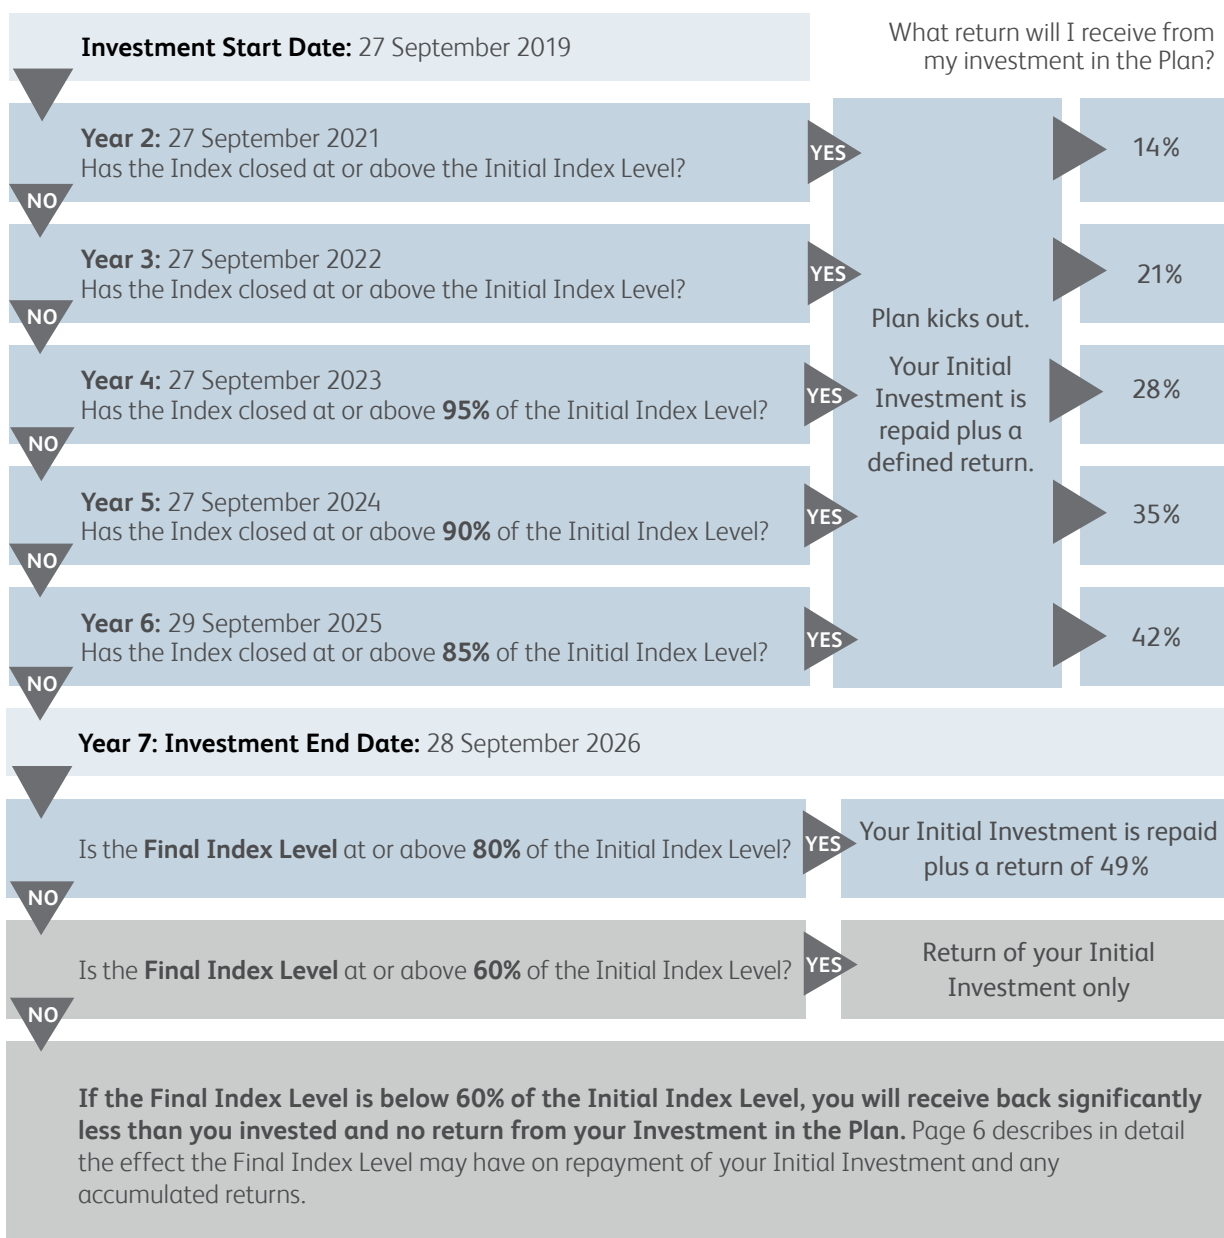 Investment Start Date: 27 September 2019
What return will I receive from
my investment in the Plan?
Year 2: 27 September 2021
Has the Index closed at or above the Initial Index Level?
YES
14%
NO
Year 3: 27 September 2022
Has the Index closed at or above the Initial Index Level?
YES
21%
NO
Plan kicks out.
Your Initial
Investment is
repaid plus a
defined return.
Year 4: 27 September 2023
Has the Index closed at or above 95% of the Initial Index Level?
YES
28%
NO
Year 5: 27 September 2024
Has the Index closed at or above 90% of the Initial Index Level?
YES
35%
NO
Year 6: 29 September 2025
Has the Index closed at or above 85% of the Initial Index Level?
YES
42%
NO
Year 7: Investment End Date: 28 September 2026
Is the Final Index Level at or above 80% of the Initial Index Level?
YES
Your Initial Investment is repaid
plus a return of 49%
NO
Is the Final Index Level at or above 60% of the Initial Index Level?
YES
Return of your Initial
Investment only
NO
If the Final Index Level is below 60% of the Initial Index Level, you will receive back significantly
less than you invested and no return from your Investment in the Plan. Page 6 describes in detail
the effect the Final Index Level may have on repayment of your Initial Investment and any
accumulated returns.